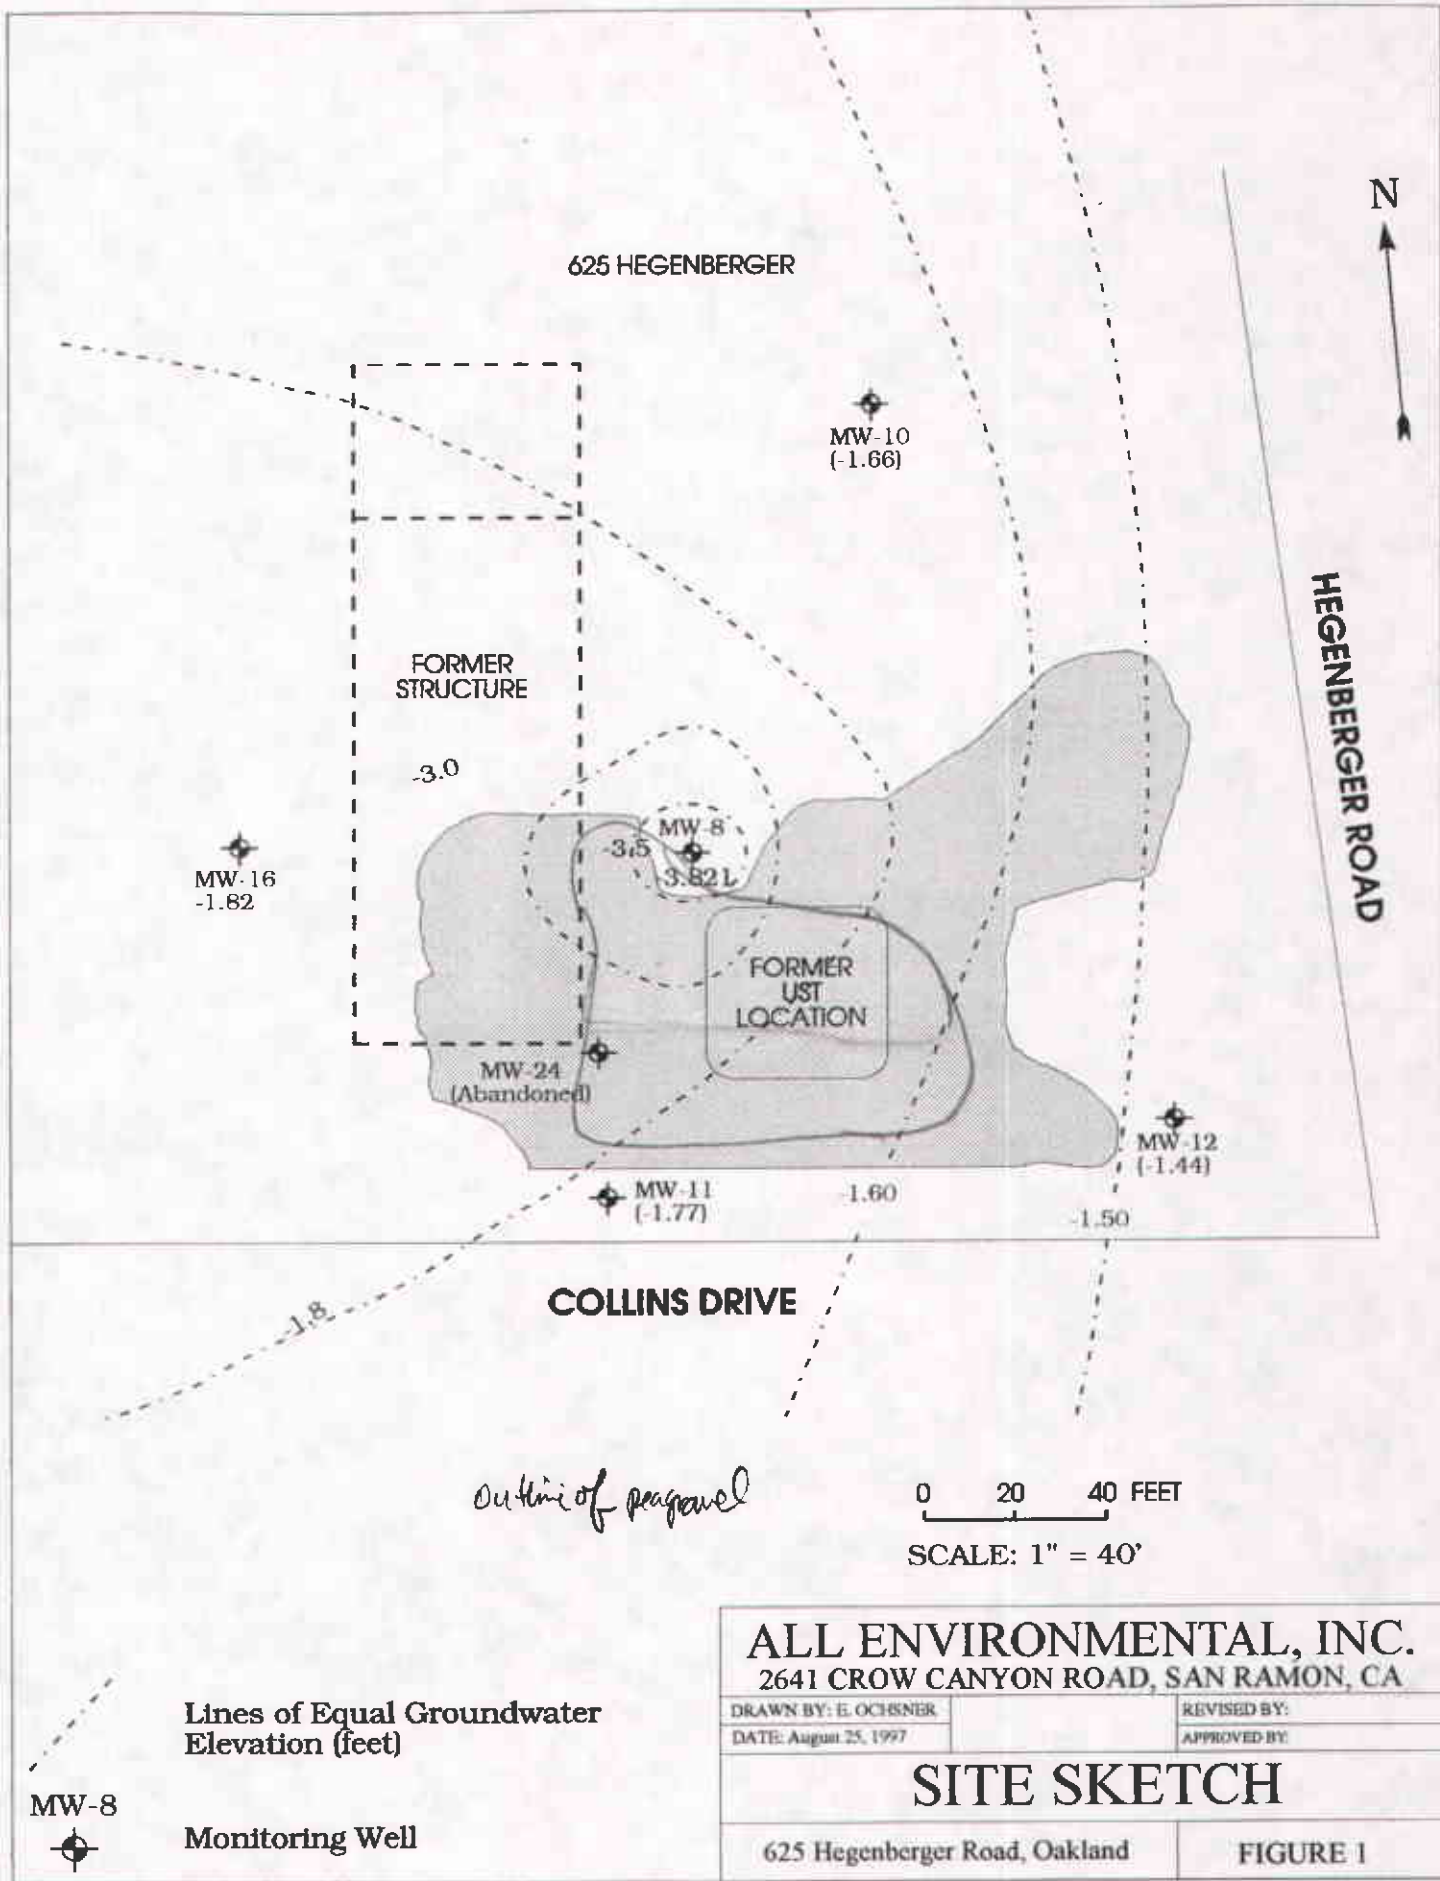 N
625 HEGENBERGER
MW-10
(-1.66)
HEGENBERGER ROAD
FORMER
STRUCTURE
-3.0
MW-8
-3.5
MW-16
-1.82
FORMER
UST
LOCATION
MW-24
(Abandoned)
MW-12
(-1.44)
MW-11
(-1.77)
-1.60
-1.50
COLLINS DRIVE
-1.8
Outline of peagravel
0 20 40 FEET
SCALE: 1" = 40'
ALL ENVIRONMENTAL, INC.
2641 CROW CANYON ROAD, SAN RAMON, CA
DRAWN BY: E. OCHSNER
REVISED BY:
DATE: August 25, 1997
APPROVED BY:
SITE SKETCH
625 Hegenberger Road, Oakland
FIGURE 1
Lines of Equal Groundwater
Elevation (feet)
MW-8
Monitoring Well